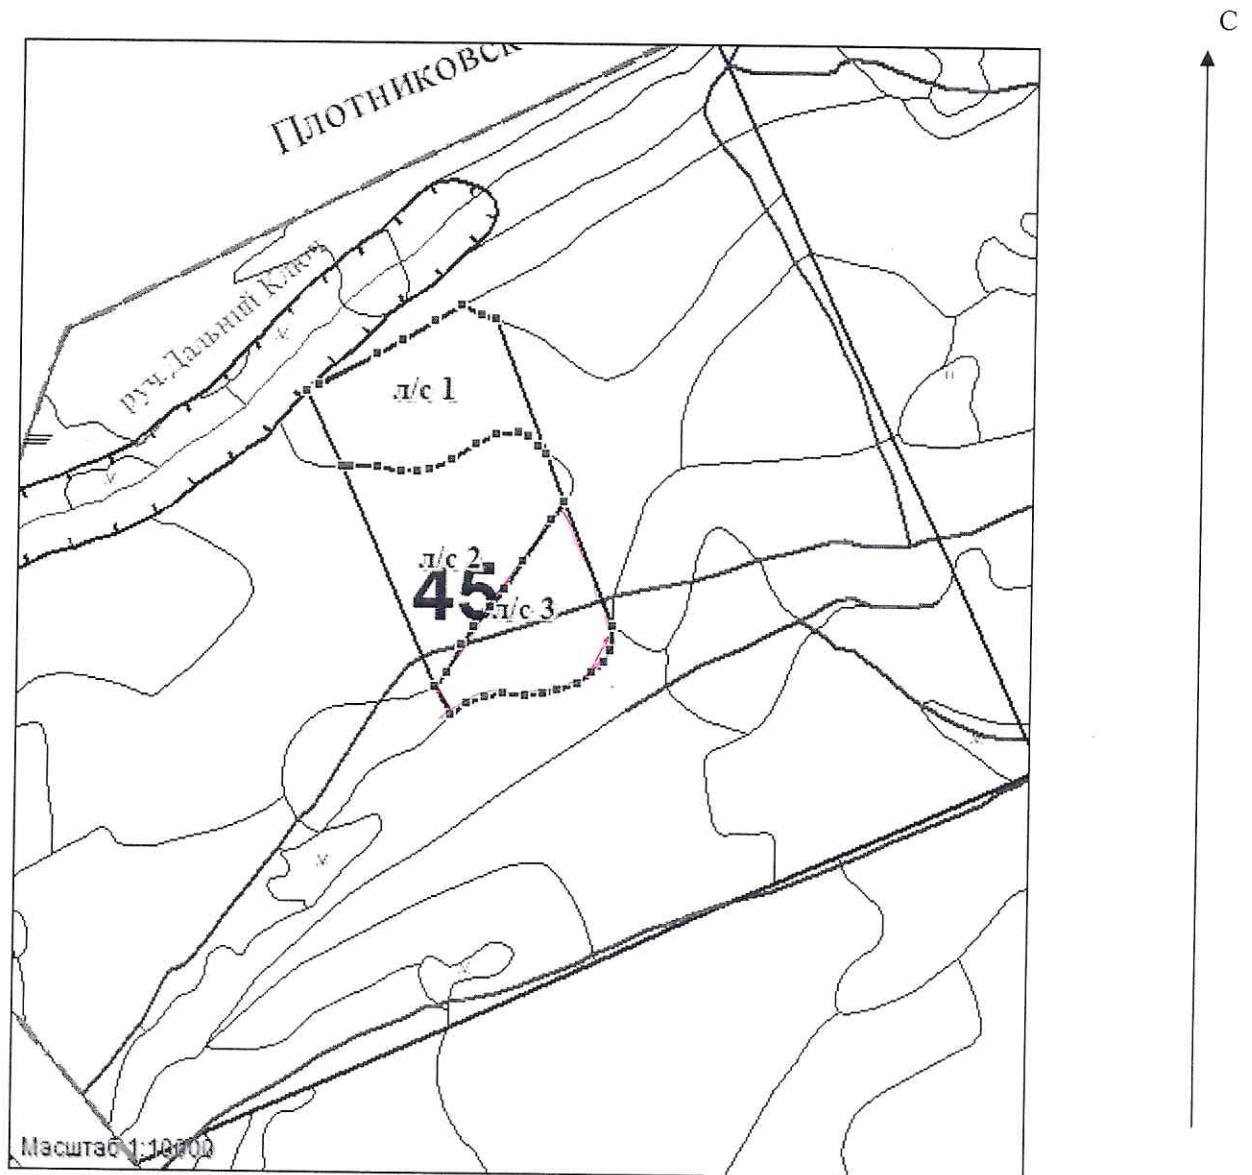 С
Плотниковск
руч. Дальний Ключ
л/с 1
л/с 2
45
л/с 3
Масштаб 1:10000